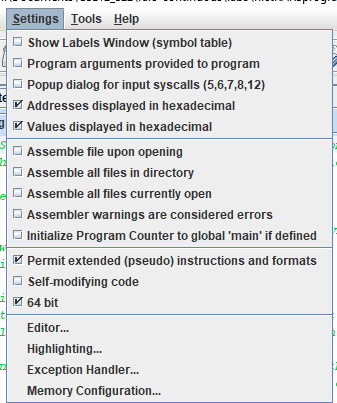 Settings Tools Help
Show Labels Window (symbol table)
Program arguments provided to program
Popup dialog for input syscalls (5,6,7,8,12)
Addresses displayed in hexadecimal
Values displayed in hexadecimal
Assemble file upon opening
Assemble all files in directory
Assemble all files currently open
Assembler warnings are considered errors
Initialize Program Counter to global 'main' if defined
Permit extended (pseudo) instructions and formats
Self-modifying code
64 bit
Editor...
Highlighting...
Exception Handler...
Memory Configuration...